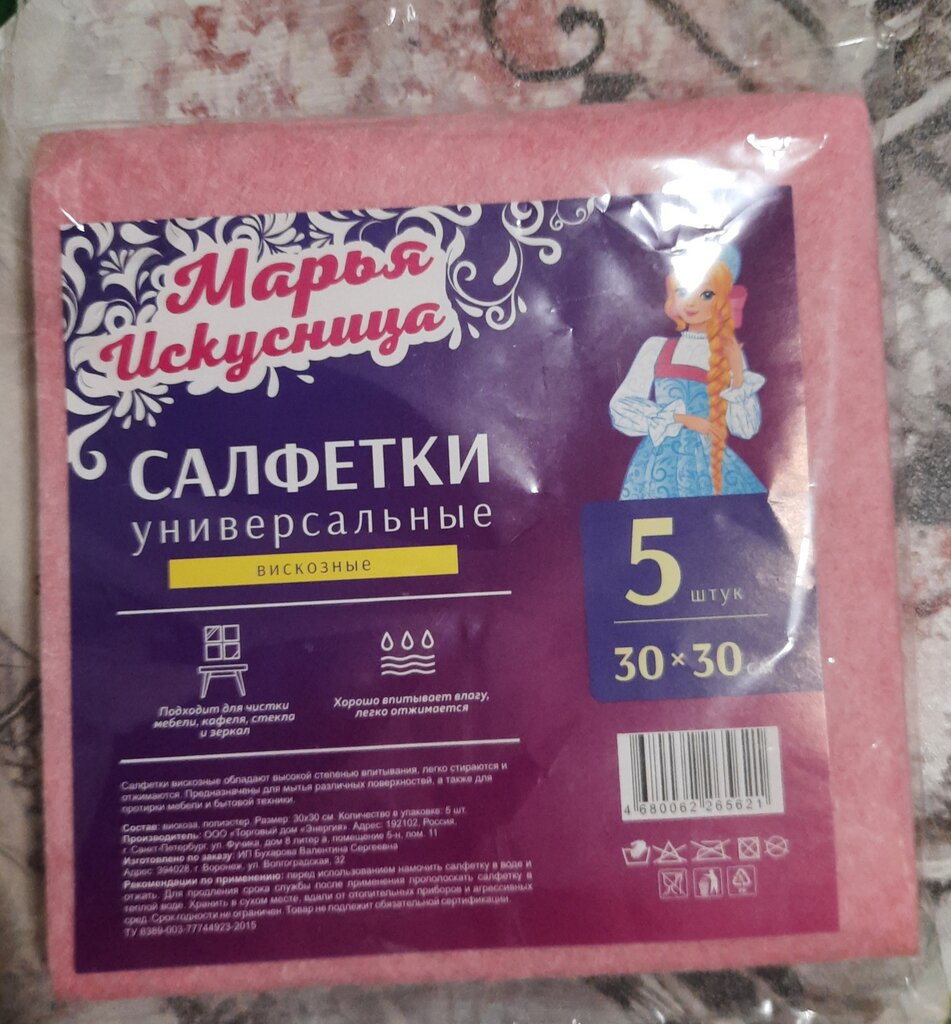 Марья
Искусница
САЛФЕТКИ
универсальные
вискозные
5 штук
30×30
Подходит для чистки
мебели, кафеля, стекла
и зеркал
Хорошо впитывает влагу,
легко отжимается
4 680062 265621
Салфетки вискозные обладают высокой степенью впитывания, легко стираются и
отжимаются. Предназначены для мытья различных поверхностей, а также для
протирки мебели и бытовой техники.
Состав: вискоза, полиэстер. Размер: 30х30 см. Количество в упаковке: 5 шт.
Производитель: ООО «Торговый дом «Энергия». Адрес: 192102, Россия,
г. Санкт-Петербург, ул. Фучика, дом 8 литер а, помещение 5-н, пом. 11
Изготовлено по заказу: ИП Бухарова Валентина Сергеевна
Адрес: 394028, г. Воронеж, ул. Волгоградская, 32
Рекомендации по применению: перед использованием намочить салфетку в воде и
отжать. Для продления срока службы после применения прополоскать салфетку в
теплой воде. Хранить в сухом месте, вдали от отопительных приборов и агрессивных
сред. Срок годности не ограничен. Товар не подлежит обязательной сертификации.
ТУ 8389-003-77744923-2015